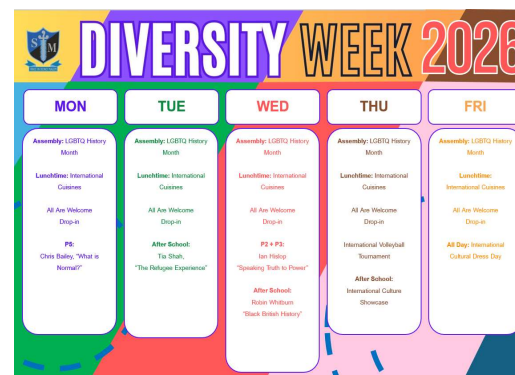 S M
DIVERSITY WEEK 2026
MON
Assembly: LGBTQ History
Month
Lunchtime: International
Cuisines
All Are Welcome
Drop-in
P5:
Chris Bailey, "What is
Normal?"
TUE
Assembly: LGBTQ History
Month
Lunchtime: International
Cuisines
All Are Welcome
Drop-in
After School:
Tia Shah,
"The Refugee Experience"
WED
Assembly: LGBTQ History
Month
Lunchtime: International
Cuisines
All Are Welcome
Drop-in
P2 + P3:
Ian Hislop
"Speaking Truth to Power"
After School:
Robin Whitburn
"Black British History"
THU
Assembly: LGBTQ History
Month
Lunchtime: International
Cuisines
All Are Welcome
Drop-in
International Volleyball
Tournament
After School:
International Culture
Showcase
FRI
Assembly: LGBTQ History
Month
Lunchtime:
International Cuisines
All Are Welcome
Drop-in
All Day: International
Cultural Dress Day